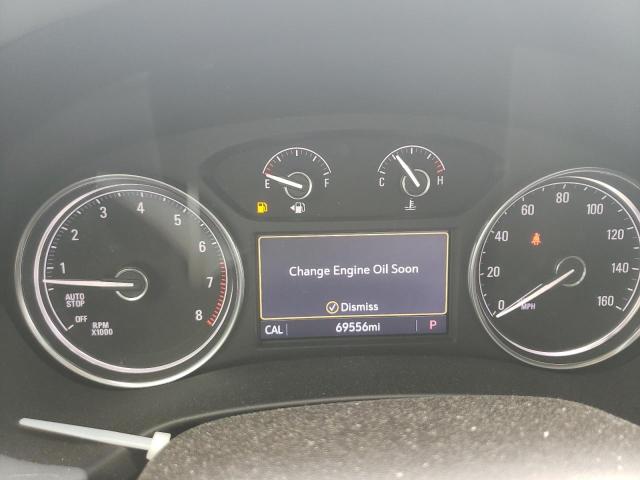 1 2 3 4 5 6 7 8
AUTO
STOP
OFF
RPM
X1000
E F
C H
Change Engine Oil Soon
Dismiss
CAL 69556mi P
0 20 40 60 80 100 120 140 160
MPH